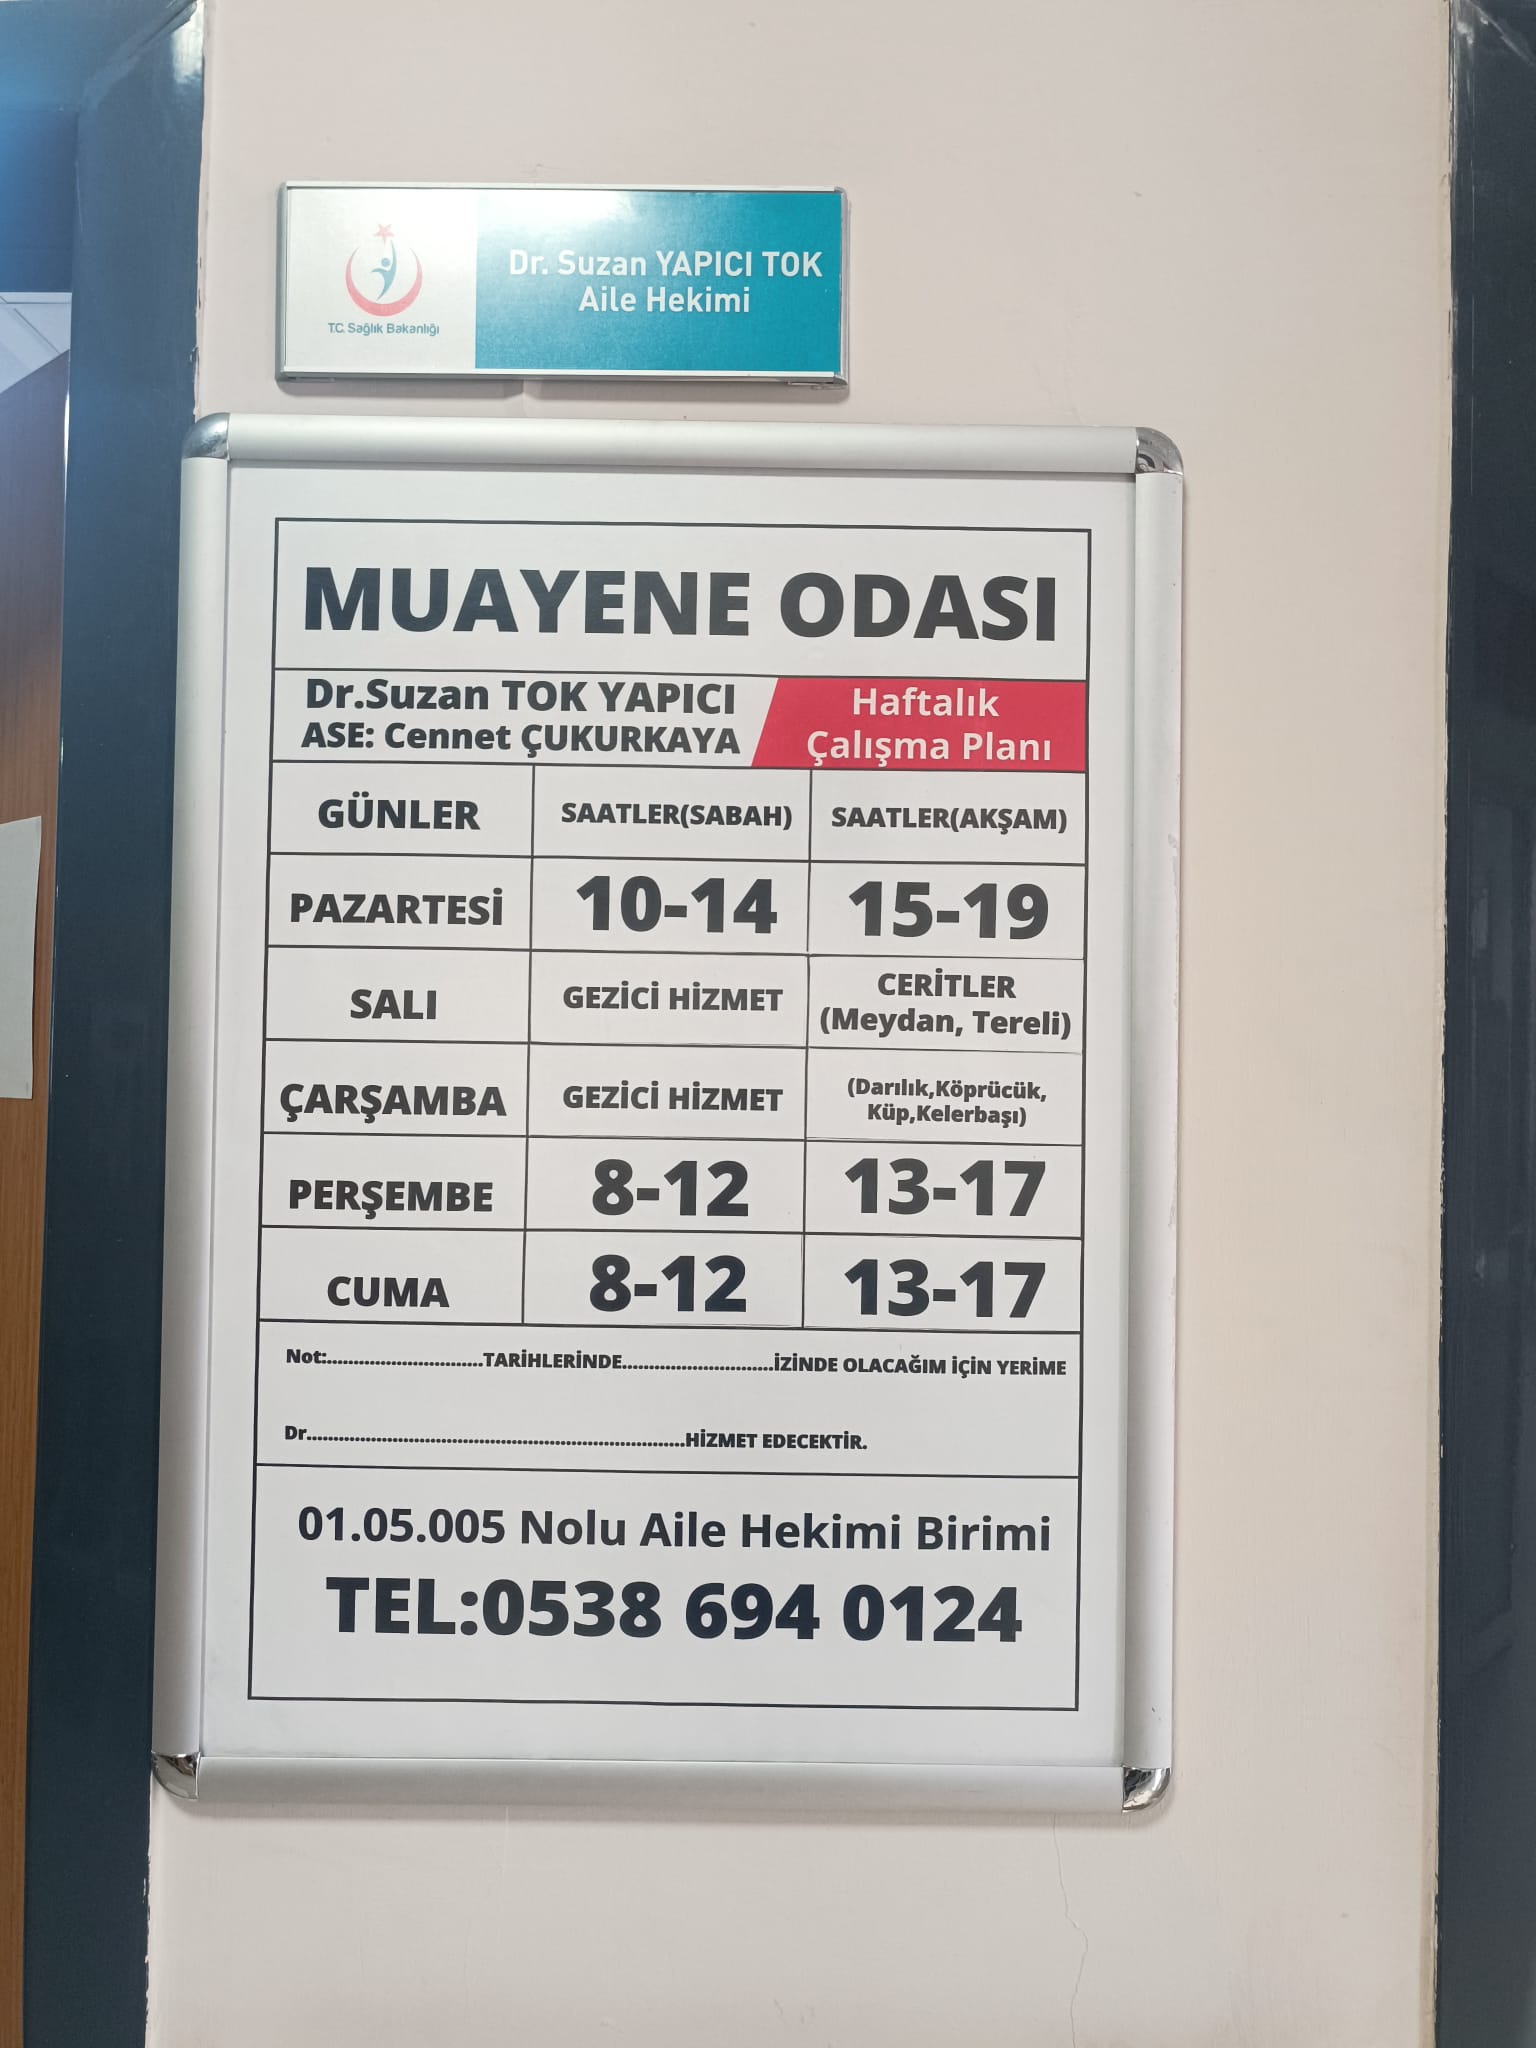 T.C. Sağlık Bakanlığı
Dr. Suzan YAPICI TOK
Aile Hekimi
MUAYENE ODASI
Dr.Suzan TOK YAPICI
ASE: Cennet ÇUKURKAYA
Haftalık
Çalışma Planı
GÜNLER SAATLER(SABAH) SAATLER(AKŞAM)
PAZARTESİ 10-14 15-19
SALI GEZİCİ HİZMET CERİTLER
(Meydan, Tereli)
ÇARŞAMBA GEZİCİ HİZMET (Darılık,Köprücük,
Küp,Kelerbaşı)
PERŞEMBE 8-12 13-17
CUMA 8-12 13-17
Not:.............................TARİHLERİNDE............................İZİNDE OLACAĞIM İÇİN YERİME
Dr......................................................................HİZMET EDECEKTİR.
01.05.005 Nolu Aile Hekimi Birimi
TEL:0538 694 0124